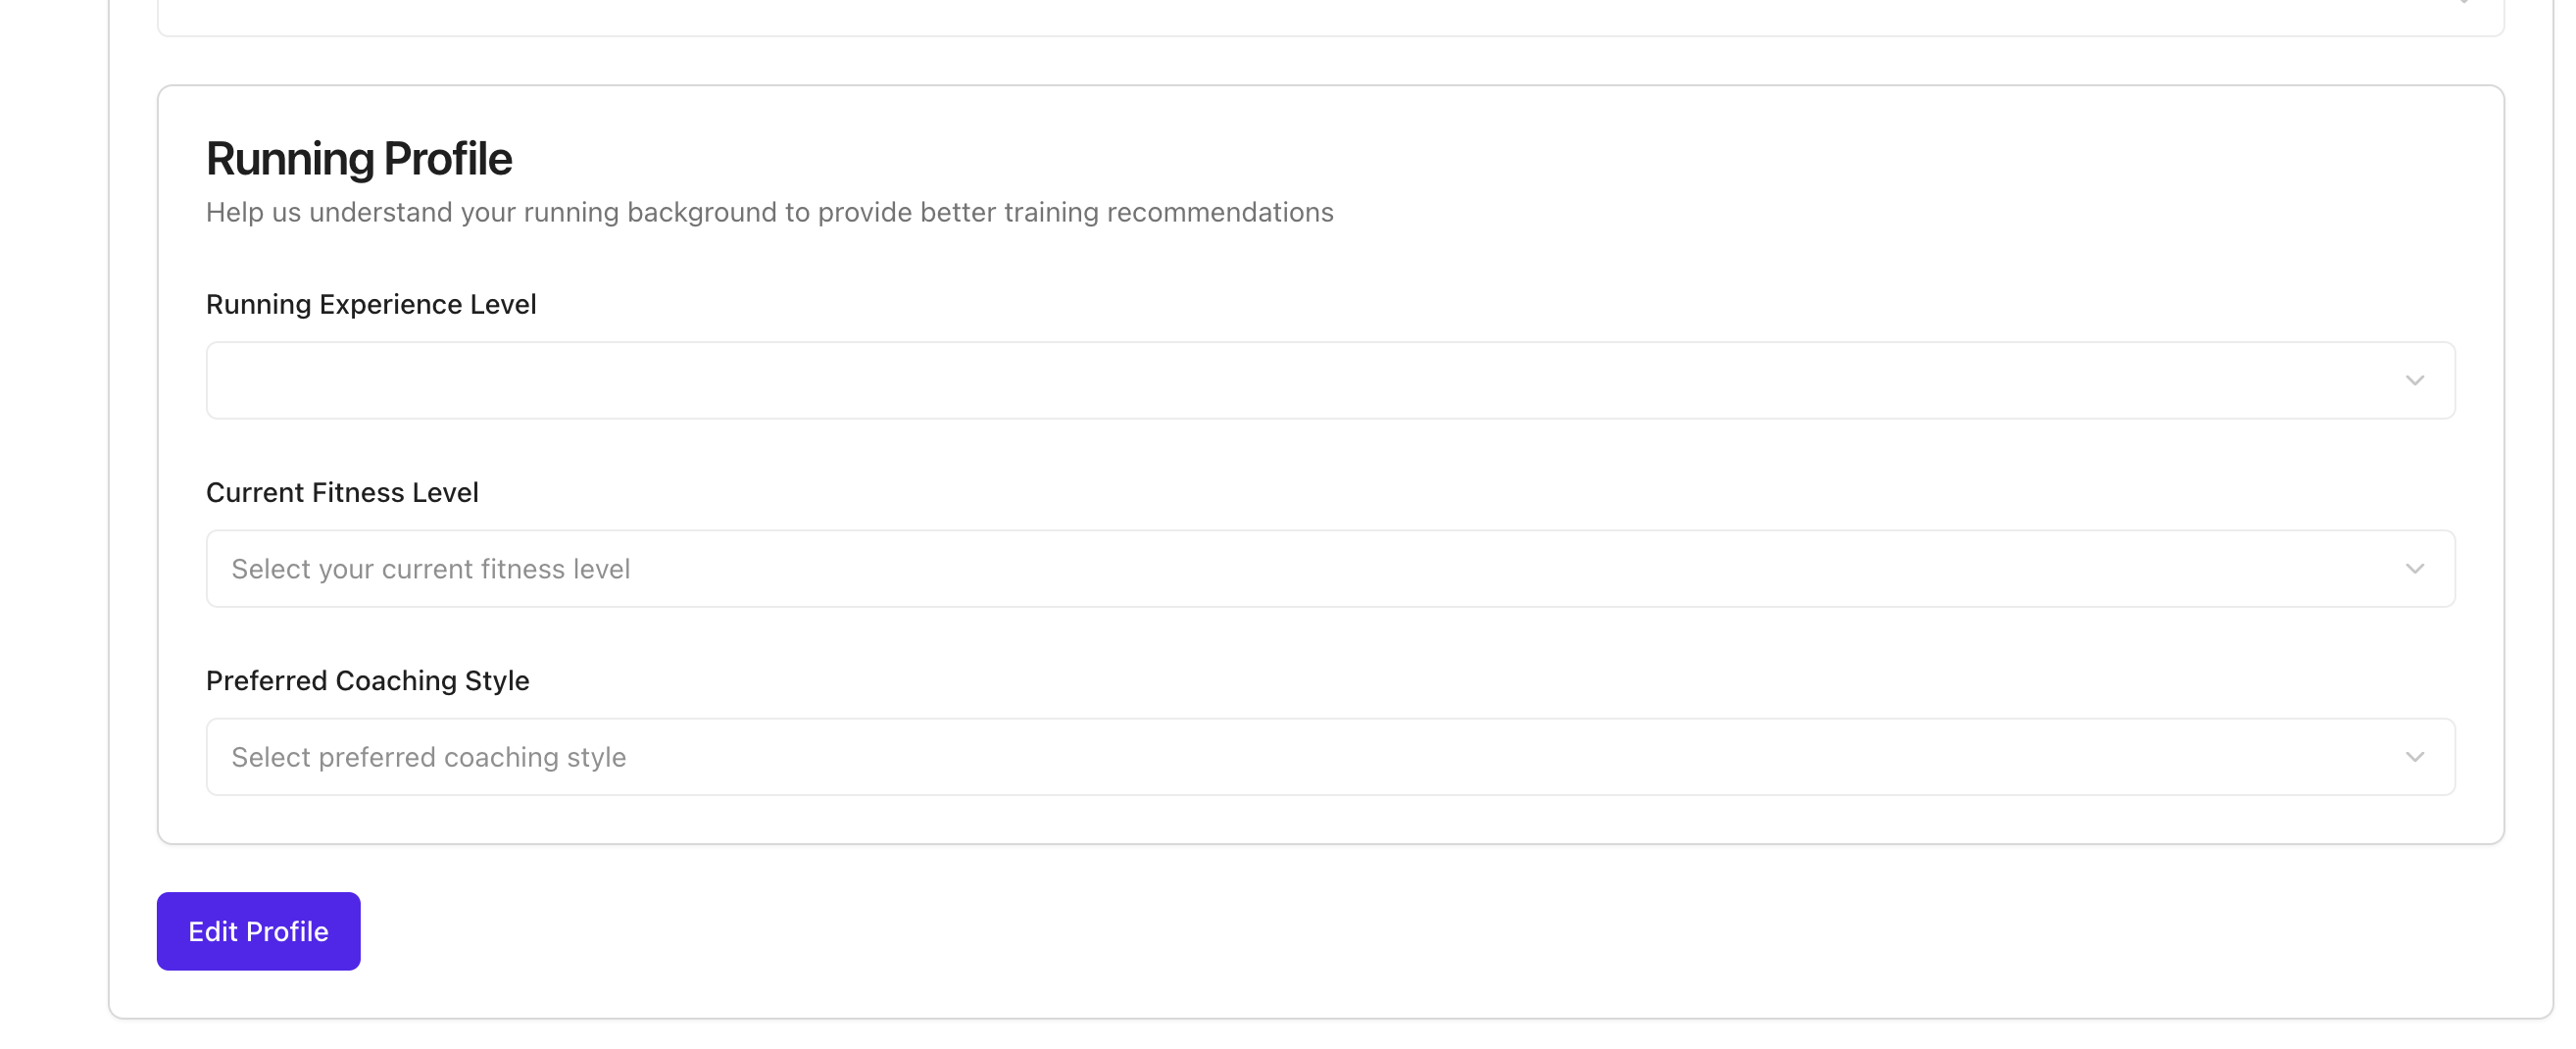 Running Profile
Help us understand your running background to provide better training recommendations
Running Experience Level
Current Fitness Level
Select your current fitness level
Preferred Coaching Style
Select preferred coaching style
Edit Profile